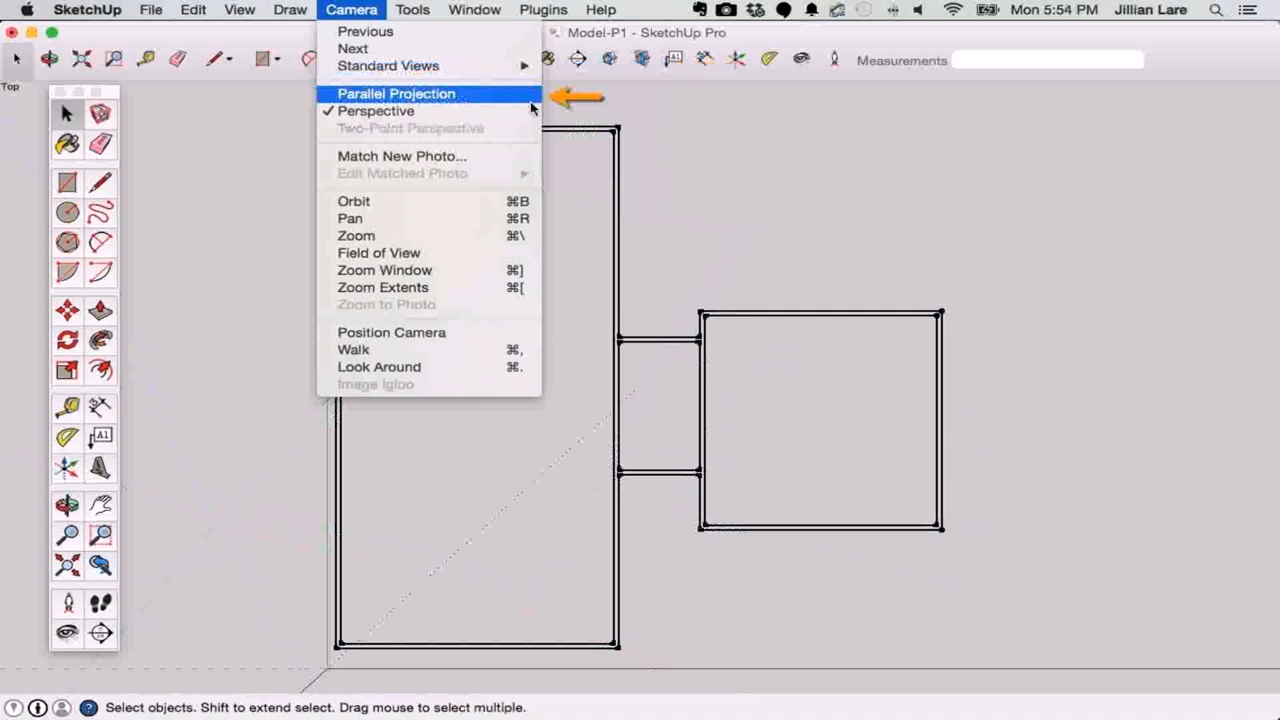 SketchUp File Edit View Draw Camera Tools Window Plugins Help Mon 5:54 PM Jillian Lare
Model-P1 - SketchUp Pro
Measurements
Top
Previous
Next
Standard Views
Parallel Projection
Perspective
Two-Point Perspective
Match New Photo...
Edit Matched Photo
Orbit ⌘B
Pan ⌘R
Zoom ⌘\
Field of View
Zoom Window ⌘]
Zoom Extents ⌘[
Zoom to Photo
Position Camera
Walk ⌘,
Look Around ⌘.
Image Igloo
A1
Select objects. Shift to extend select. Drag mouse to select multiple.